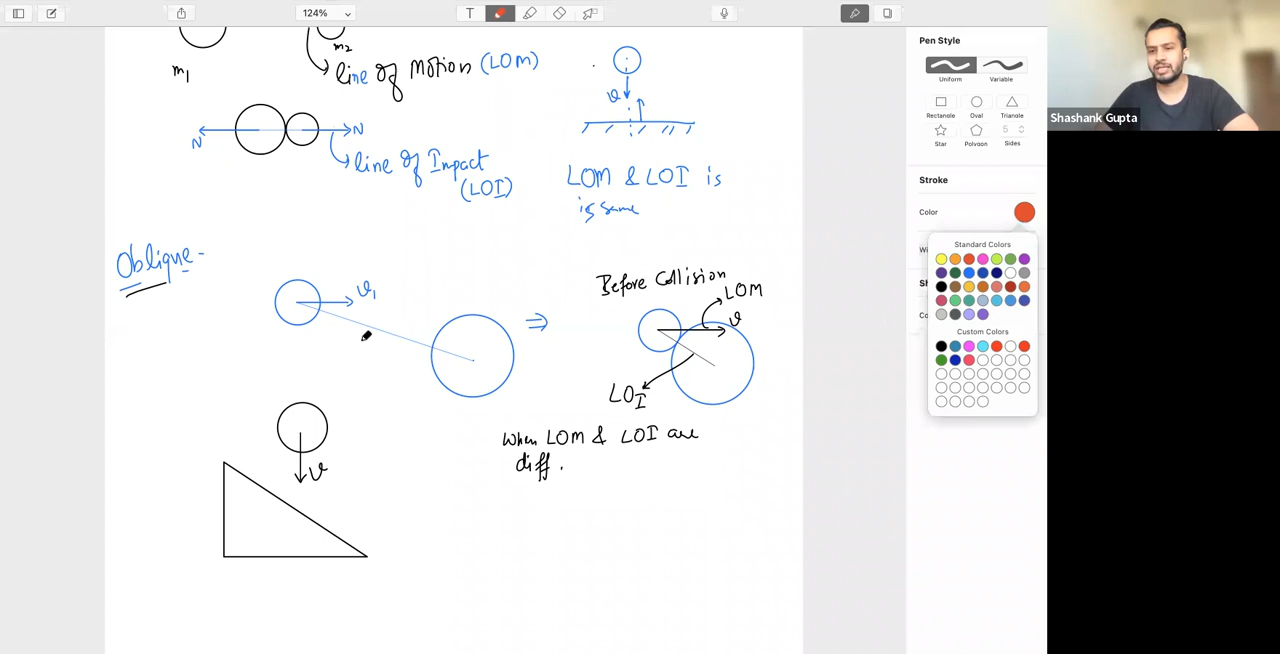 124%
T
Pen Style
Uniform
Variable
Rectangle
Oval
Triangle
Star
Polygon
5
Sides
Stroke
Color
Standard Colors
Custom Colors
Shashank Gupta
m1
m2
line of Motion (LOM)
N
N
line of Impact
(LOI)
v
LOM & LOI is
is same
Oblique -
v1
⇒
Before Collision
LOM
v
LOI
When LOM & LOI are
diff.
v